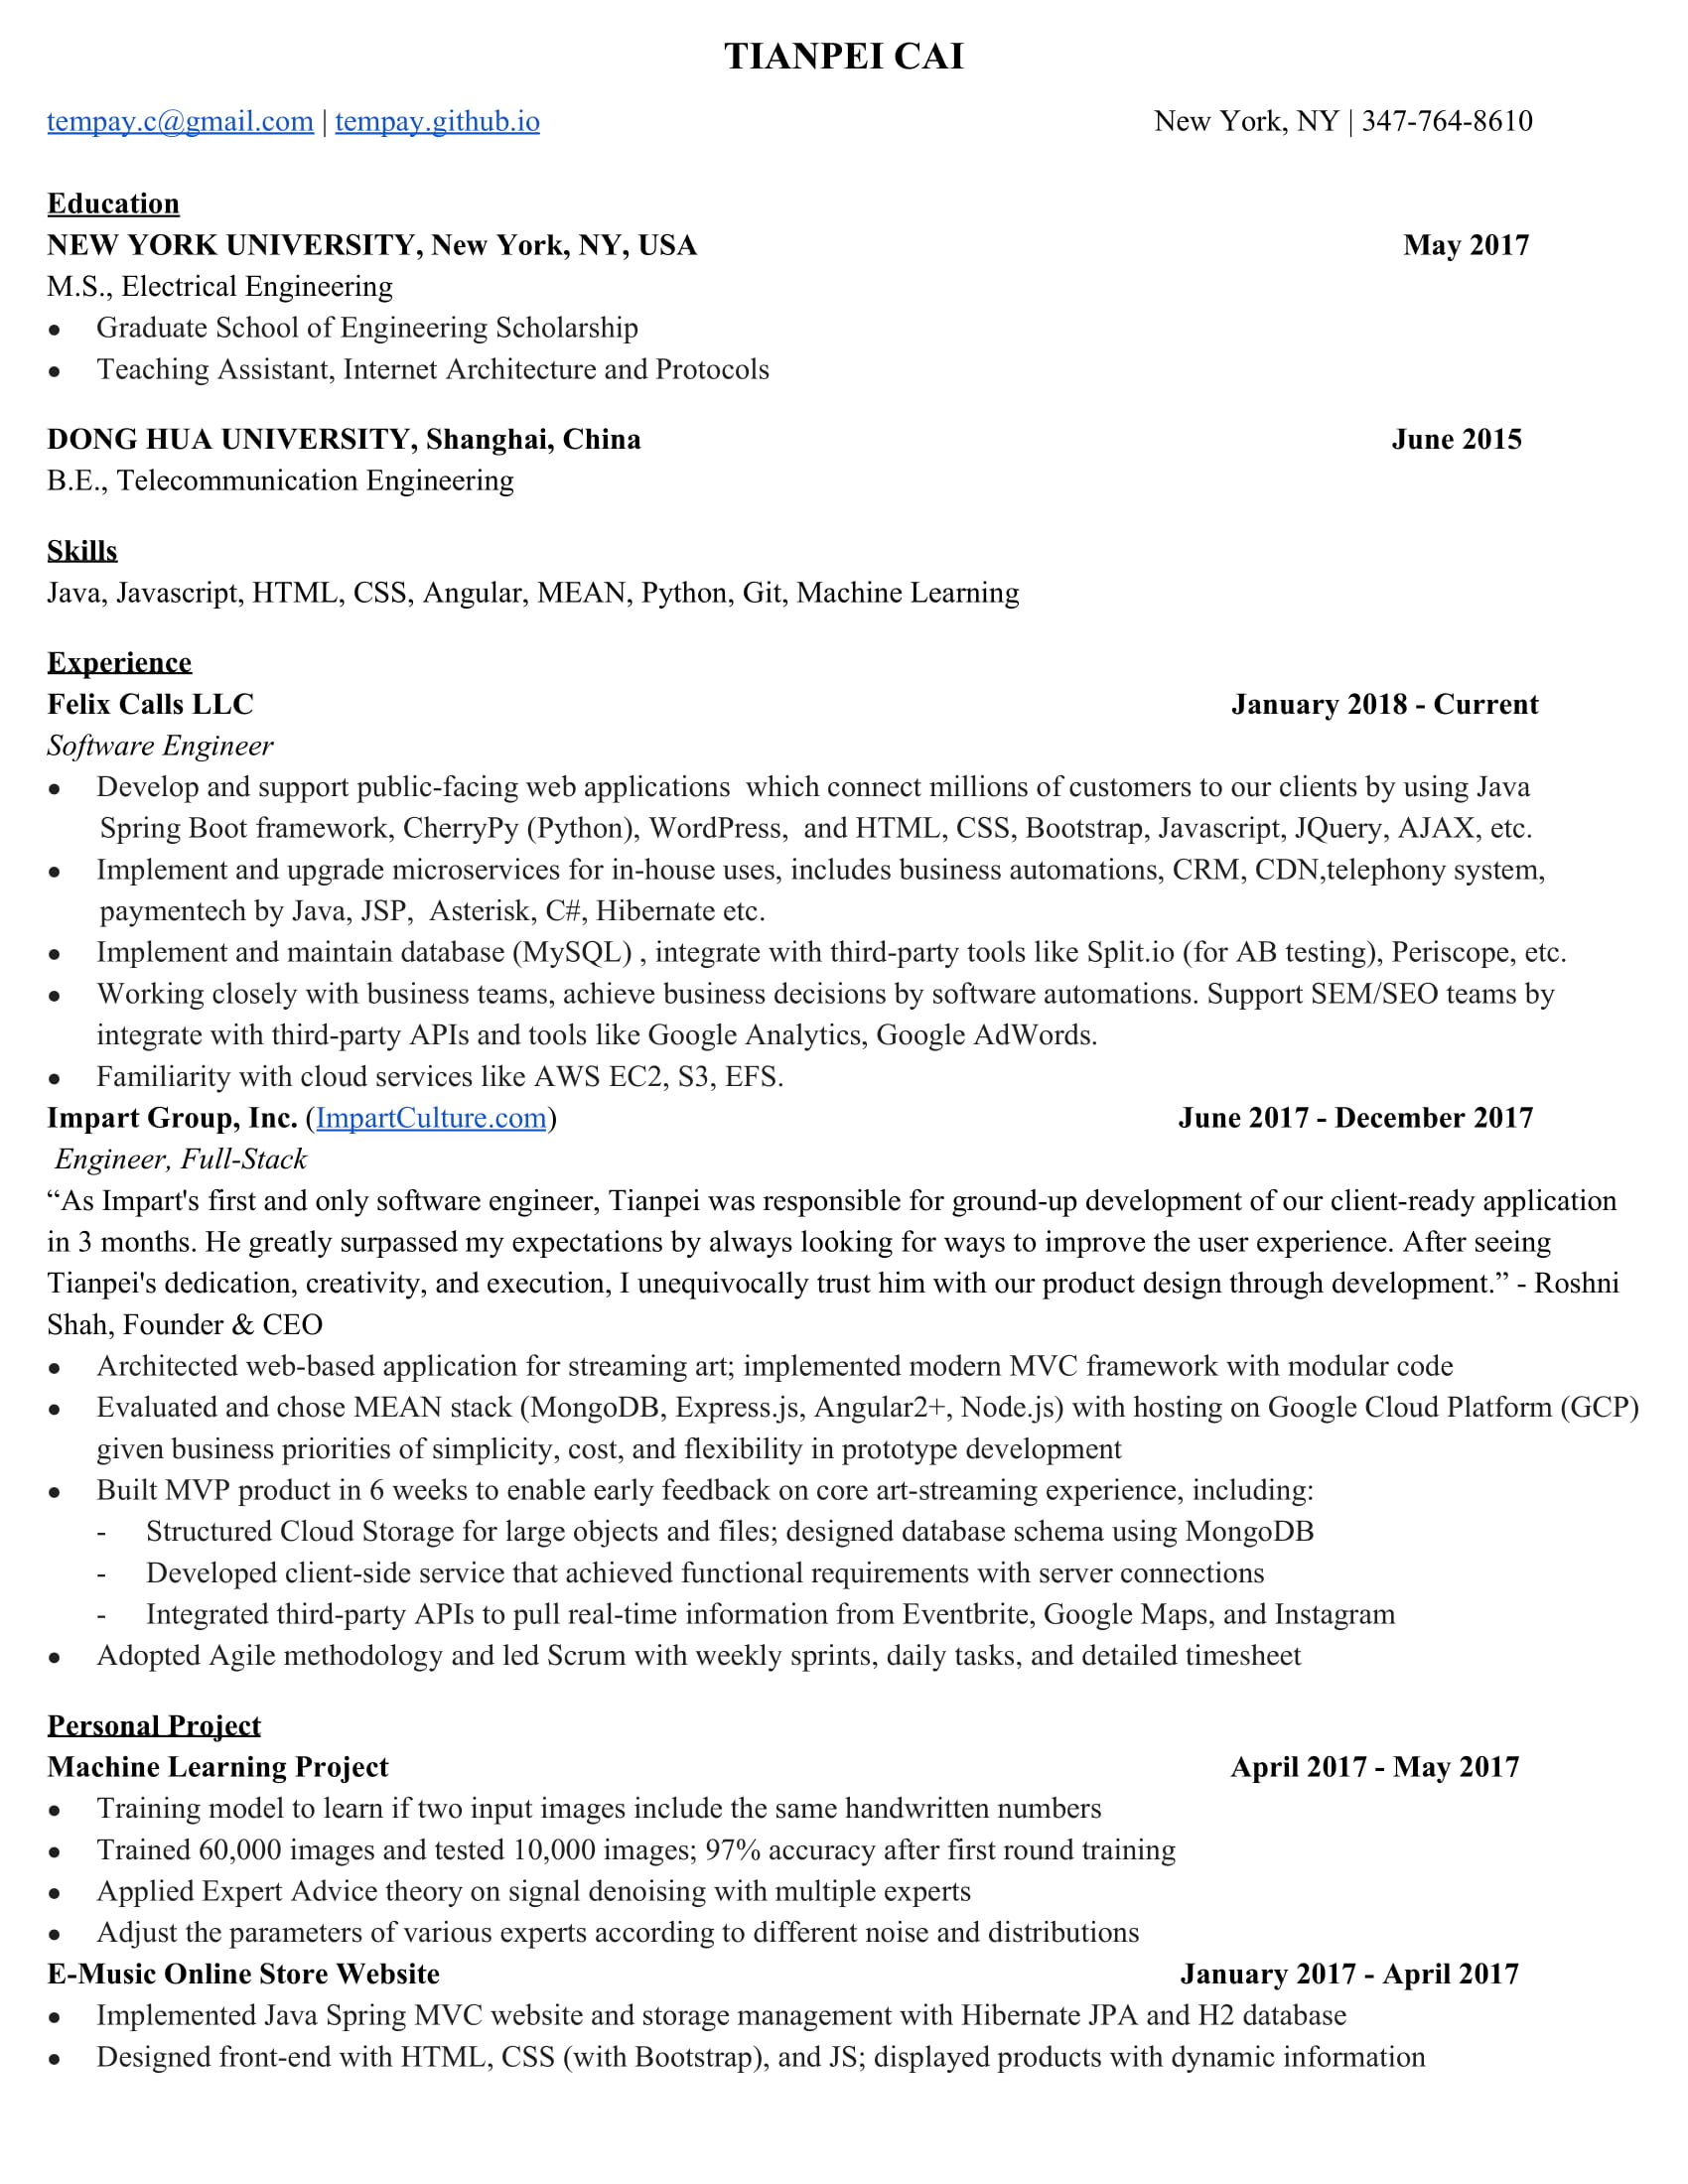 TIANPEI CAI
tempay.c@gmail.com | tempay.github.io New York, NY | 347-764-8610
Education
NEW YORK UNIVERSITY, New York, NY, USA May 2017
M.S., Electrical Engineering
● Graduate School of Engineering Scholarship
● Teaching Assistant, Internet Architecture and Protocols
DONG HUA UNIVERSITY, Shanghai, China June 2015
B.E., Telecommunication Engineering
Skills
Java, Javascript, HTML, CSS, Angular, MEAN, Python, Git, Machine Learning
Experience
Felix Calls LLC January 2018 - Current
Software Engineer
● Develop and support public-facing web applications which connect millions of customers to our clients by using Java
Spring Boot framework, CherryPy (Python), WordPress, and HTML, CSS, Bootstrap, Javascript, JQuery, AJAX, etc.
● Implement and upgrade microservices for in-house uses, includes business automations, CRM, CDN,telephony system,
paymentech by Java, JSP, Asterisk, C#, Hibernate etc.
● Implement and maintain database (MySQL) , integrate with third-party tools like Split.io (for AB testing), Periscope, etc.
● Working closely with business teams, achieve business decisions by software automations. Support SEM/SEO teams by
integrate with third-party APIs and tools like Google Analytics, Google AdWords.
● Familiarity with cloud services like AWS EC2, S3, EFS.
Impart Group, Inc. (ImpartCulture.com) June 2017 - December 2017
Engineer, Full-Stack
“As Impart's first and only software engineer, Tianpei was responsible for ground-up development of our client-ready application
in 3 months. He greatly surpassed my expectations by always looking for ways to improve the user experience. After seeing
Tianpei's dedication, creativity, and execution, I unequivocally trust him with our product design through development.” - Roshni
Shah, Founder & CEO
● Architected web-based application for streaming art; implemented modern MVC framework with modular code
● Evaluated and chose MEAN stack (MongoDB, Express.js, Angular2+, Node.js) with hosting on Google Cloud Platform (GCP)
given business priorities of simplicity, cost, and flexibility in prototype development
● Built MVP product in 6 weeks to enable early feedback on core art-streaming experience, including:
- Structured Cloud Storage for large objects and files; designed database schema using MongoDB
- Developed client-side service that achieved functional requirements with server connections
- Integrated third-party APIs to pull real-time information from Eventbrite, Google Maps, and Instagram
● Adopted Agile methodology and led Scrum with weekly sprints, daily tasks, and detailed timesheet
Personal Project
Machine Learning Project April 2017 - May 2017
● Training model to learn if two input images include the same handwritten numbers
● Trained 60,000 images and tested 10,000 images; 97% accuracy after first round training
● Applied Expert Advice theory on signal denoising with multiple experts
● Adjust the parameters of various experts according to different noise and distributions
E-Music Online Store Website January 2017 - April 2017
● Implemented Java Spring MVC website and storage management with Hibernate JPA and H2 database
● Designed front-end with HTML, CSS (with Bootstrap), and JS; displayed products with dynamic information